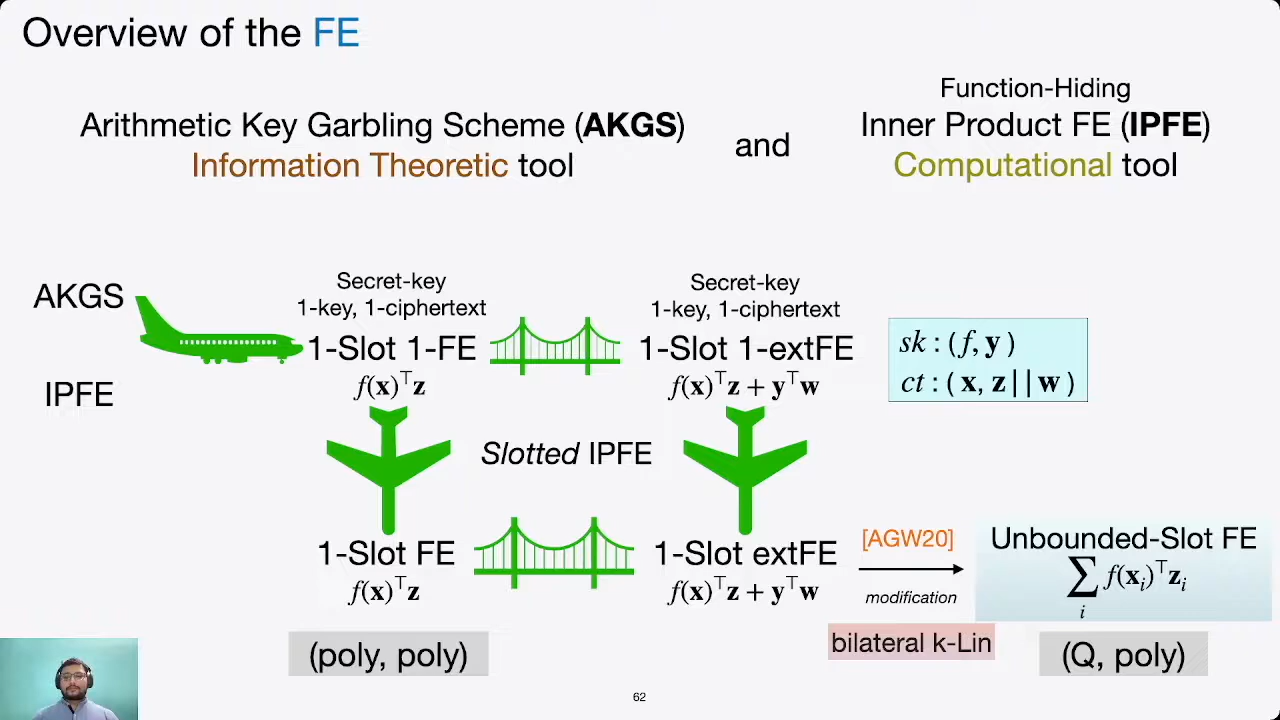 Overview of the FE
Function-Hiding
Arithmetic Key Garbling Scheme (AKGS)
and
Inner Product FE (IPFE)
Information Theoretic tool
Computational tool
AKGS
IPFE
Secret-key
1-key, 1-ciphertext
1-Slot 1-FE
f(x)⊤z
Secret-key
1-key, 1-ciphertext
1-Slot 1-extFE
f(x)⊤z + y⊤w
sk : (f, y)
ct : (x, z||w)
Slotted IPFE
1-Slot FE
f(x)⊤z
1-Slot extFE
f(x)⊤z + y⊤w
[AGW20]
modification
Unbounded-Slot FE
∑ᵢ f(xᵢ)⊤zᵢ
(poly, poly)
bilateral k-Lin
(Q, poly)
62